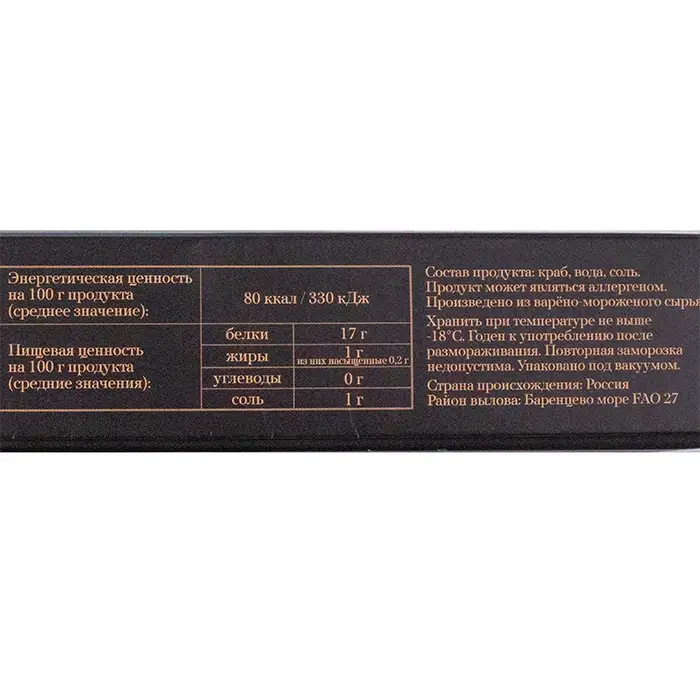 Энергетическая ценность
на 100 г продукта
(среднее значение):
80 ккал / 330 кДж
Пищевая ценность
на 100 г продукта
(средние значения):
белки 17 г
жиры 1 г
из них насыщенные 0,2 г
углеводы 0 г
соль 1 г
Состав продукта: краб, вода, соль.
Продукт может являться аллергеном.
Произведено из варёно-мороженого сырья
Хранить при температуре не выше
-18°C. Годен к употреблению после
размораживания. Повторная заморозка
недопустима. Упаковано под вакуумом.
Страна происхождения: Россия
Район вылова: Баренцево море FAO 27